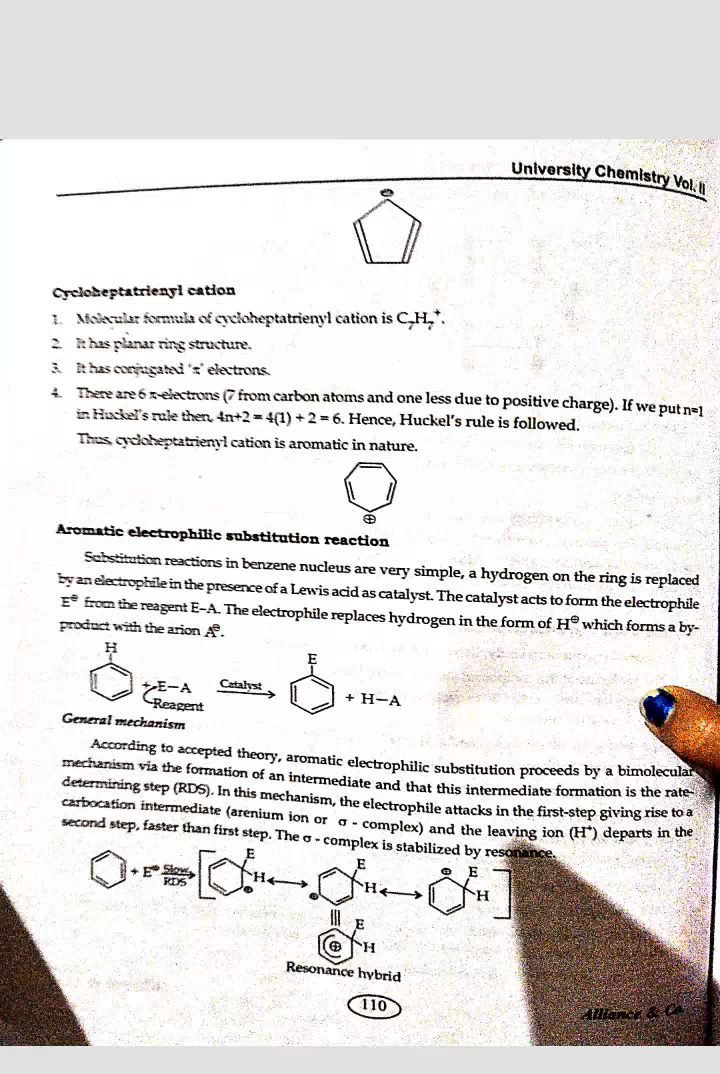 University Chemistry Vol. II
Cycloheptatrienyl cation
1. Molecular formula of cycloheptatrienyl cation is C₇H₇⁺.
2. It has planar ring structure.
3. It has conjugated 'π' electrons.
4. There are 6 π-electrons (7 from carbon atoms and one less due to positive charge). If we put n=1
in Huckel's rule then, 4n+2 = 4(1) + 2 = 6. Hence, Huckel's rule is followed.
Thus, cycloheptatrienyl cation is aromatic in nature.
⊕
Aromatic electrophilic substitution reaction
Substitution reactions in benzene nucleus are very simple, a hydrogen on the ring is replaced
by an electrophile in the presence of a Lewis acid as catalyst. The catalyst acts to form the electrophile
E⊕ from the reagent E–A. The electrophile replaces hydrogen in the form of H⊕ which forms a by-
product with the anion A⊖.
H
E
+ E–A Catalyst → + H–A
Reagent
General mechanism
According to accepted theory, aromatic electrophilic substitution proceeds by a bimolecular
mechanism via the formation of an intermediate and that this intermediate formation is the rate-
determining step (RDS). In this mechanism, the electrophile attacks in the first-step giving rise to a
carbocation intermediate (arenium ion or σ - complex) and the leaving ion (H⁺) departs in the
second step, faster than first step. The σ - complex is stabilized by resonance.
E E ⊕ E
+ E⊕ Slow RDS → [ H ↔ H ↔ H ]
⊕ ⊕
||| E
⊕ H
Resonance hybrid
110
Alliance & Co.